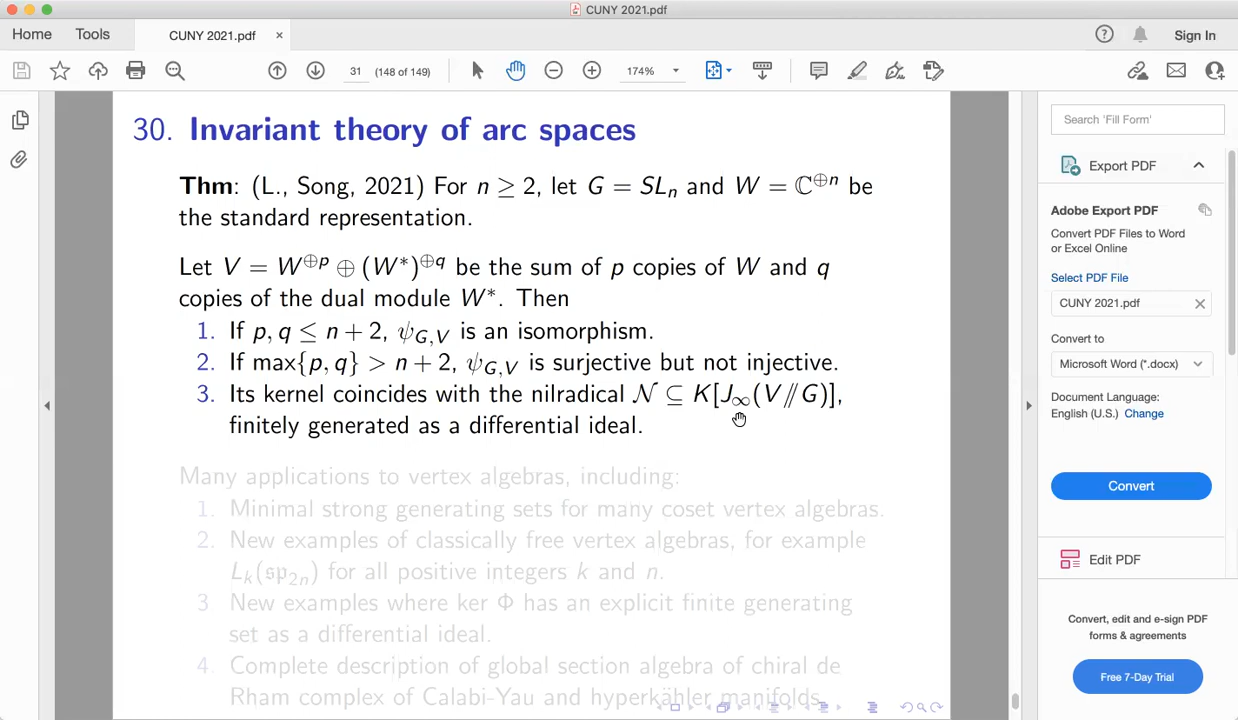 CUNY 2021.pdf
Home Tools CUNY 2021.pdf × Sign In
31 (148 of 149) 174%
30. Invariant theory of arc spaces
Thm: (L., Song, 2021) For n ≥ 2, let G = SLₙ and W = ℂ^{⊕n} be
the standard representation.
Let V = W^{⊕p} ⊕ (W*)^{⊕q} be the sum of p copies of W and q
copies of the dual module W*. Then
1. If p, q ≤ n + 2, ψ_{G,V} is an isomorphism.
2. If max{p, q} > n + 2, ψ_{G,V} is surjective but not injective.
3. Its kernel coincides with the nilradical 𝒩 ⊆ K[J_∞(V//G)],
finitely generated as a differential ideal.
Many applications to vertex algebras, including:
1. Minimal strong generating sets for many coset vertex algebras.
2. New examples of classically free vertex algebras, for example
L_k(𝔰𝔭_{2n}) for all positive integers k and n.
3. New examples where ker Φ has an explicit finite generating
set as a differential ideal.
4. Complete description of global section algebra of chiral de
Rham complex of Calabi-Yau and hyperkähler manifolds.
Search 'Fill Form'
Export PDF
Adobe Export PDF
Convert PDF Files to Word
or Excel Online
Select PDF File
CUNY 2021.pdf ×
Convert to
Microsoft Word (*.docx)
Document Language:
English (U.S.) Change
Convert
Edit PDF
Convert, edit and e-sign PDF
forms & agreements
Free 7-Day Trial